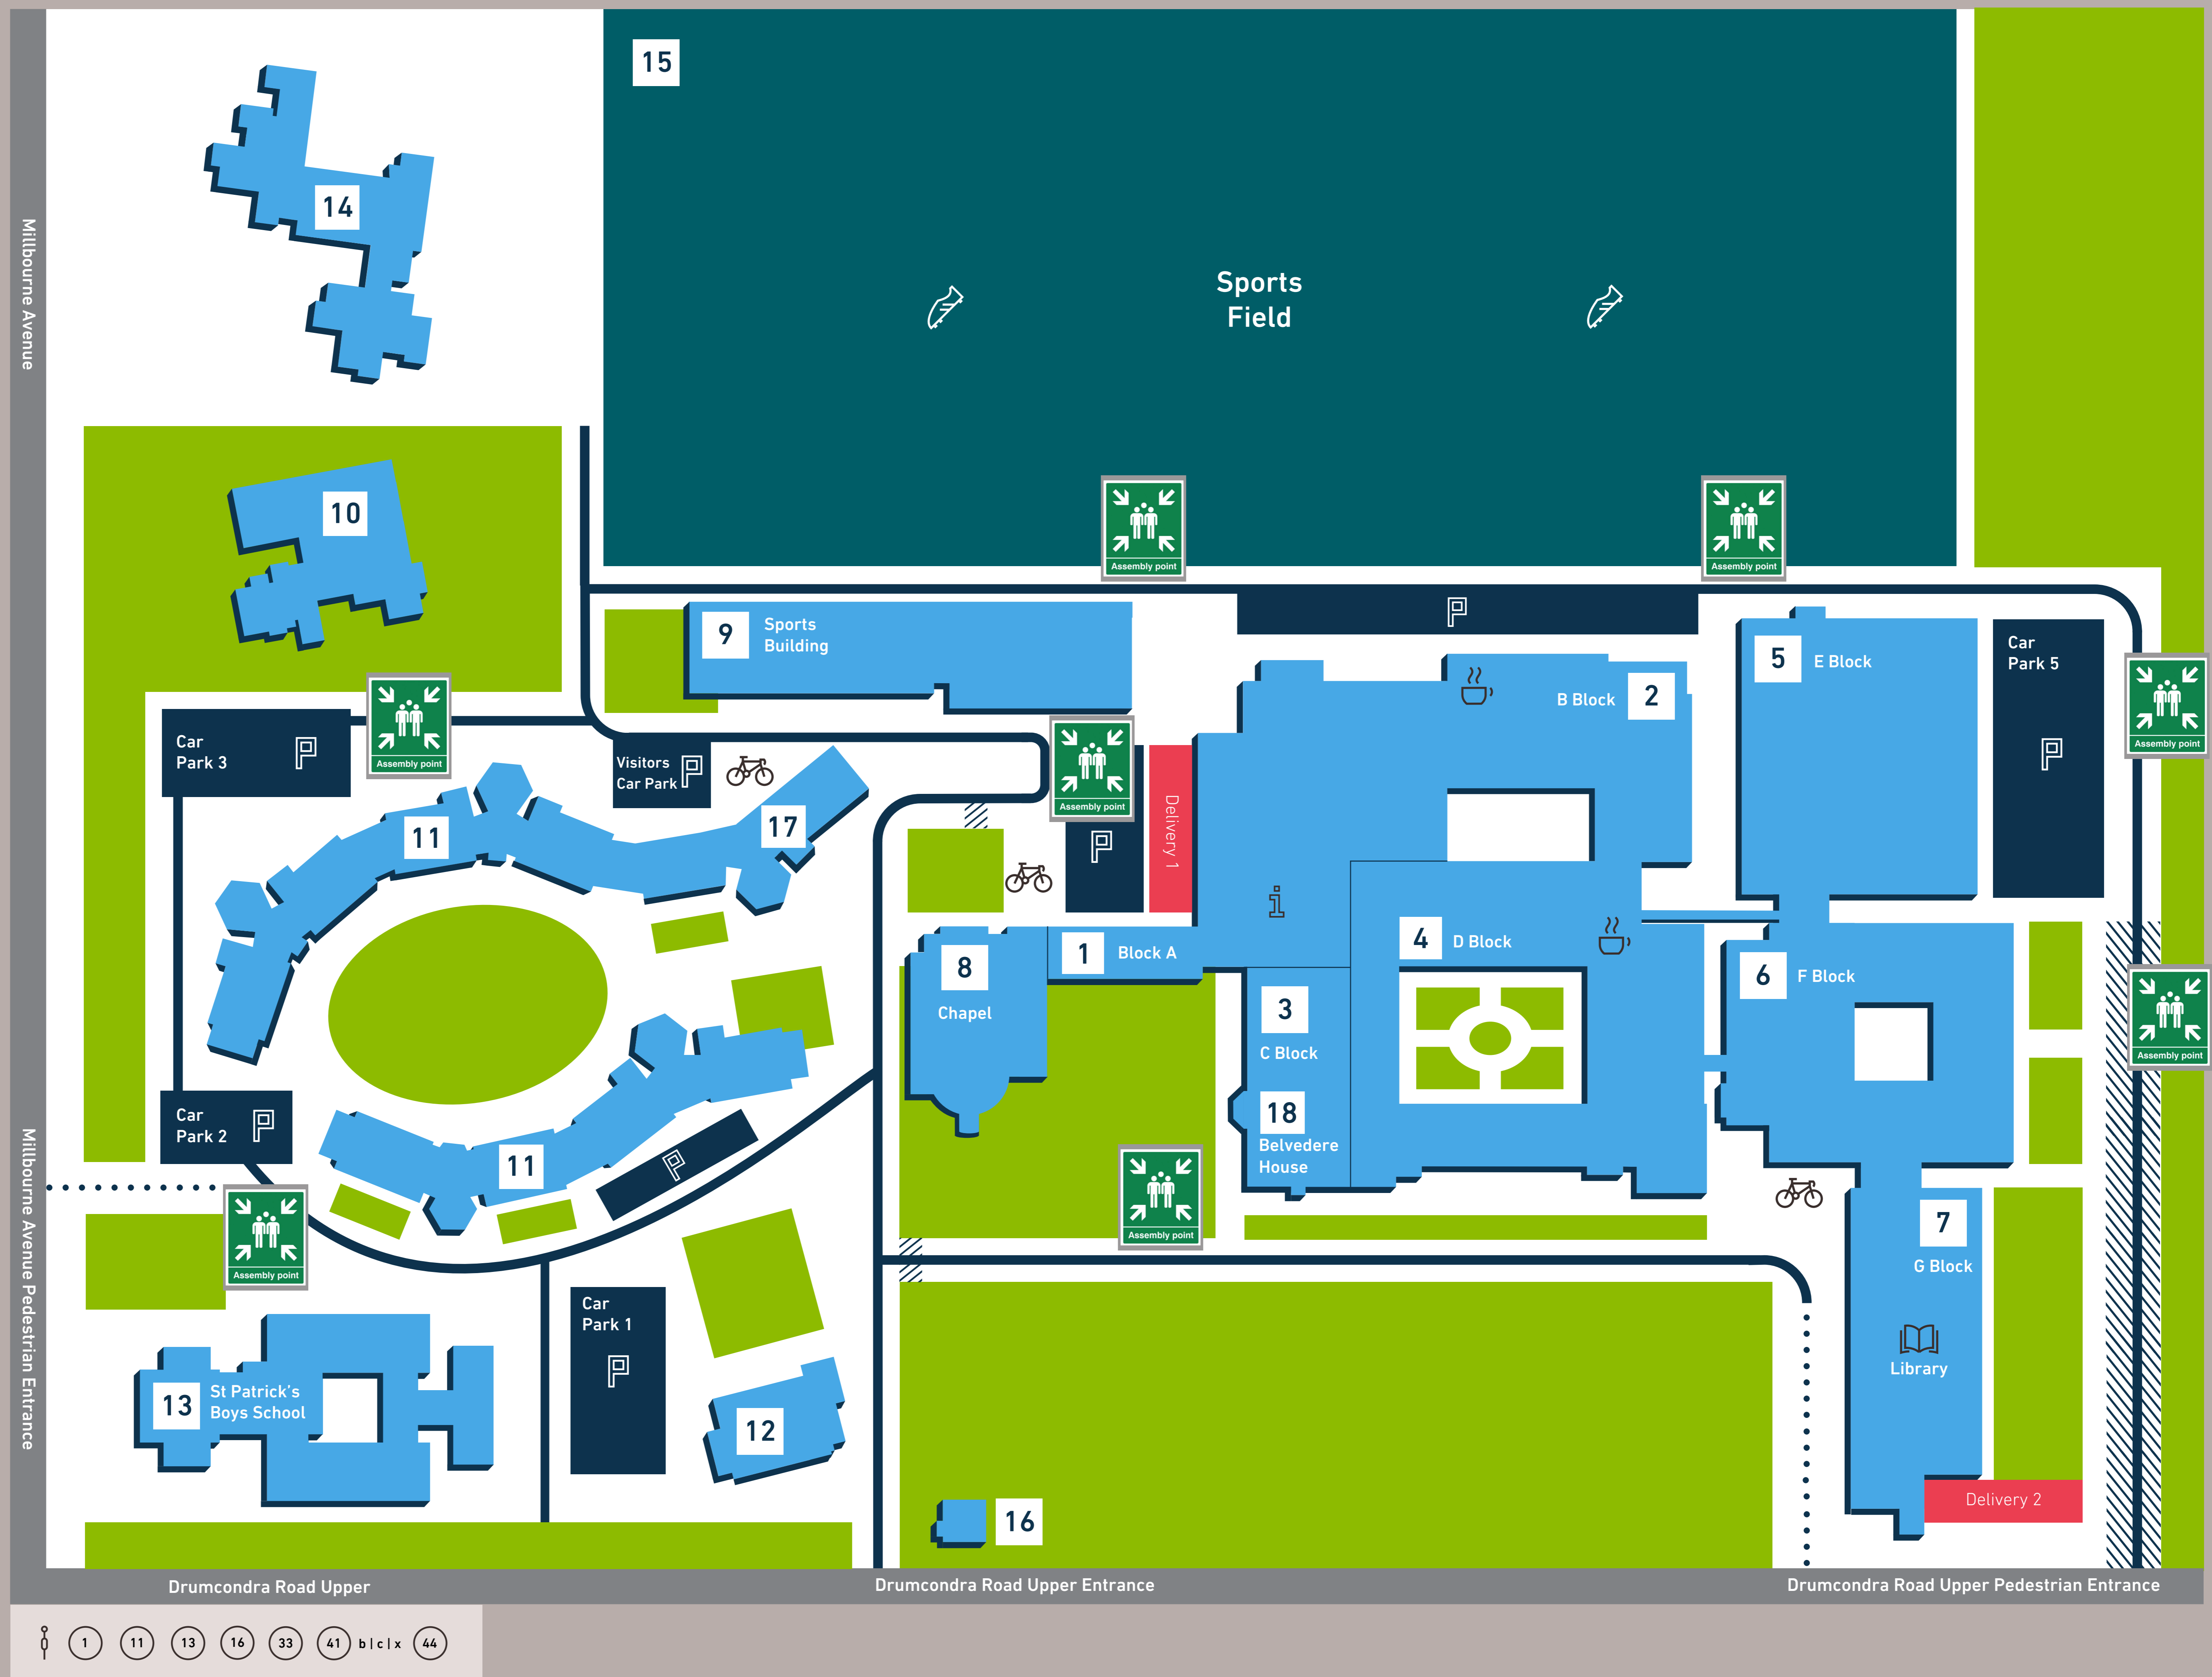 15
14
Sports
Field
Millbourne Avenue
10
Assembly point
Assembly point
9
Sports
Building
P
5
E Block
Car
Park 5
P
B Block
2
Assembly point
Car
Park 3
P
Assembly point
Visitors
Car Park
P
Assembly point
P
Delivery 1
11
17
i
4
D Block
1
Block A
8
Chapel
6
F Block
Assembly point
3
C Block
18
Belvedere
House
Car
Park 2
P
11
P
Assembly point
Assembly point
7
G Block
Library
Millbourne Avenue Pedestrian Entrance
Car
Park 1
P
13
St Patrick's
Boys School
12
16
Delivery 2
Drumcondra Road Upper
Drumcondra Road Upper Entrance
Drumcondra Road Upper Pedestrian Entrance
1 11 13 16 33 41 b|c|x 44